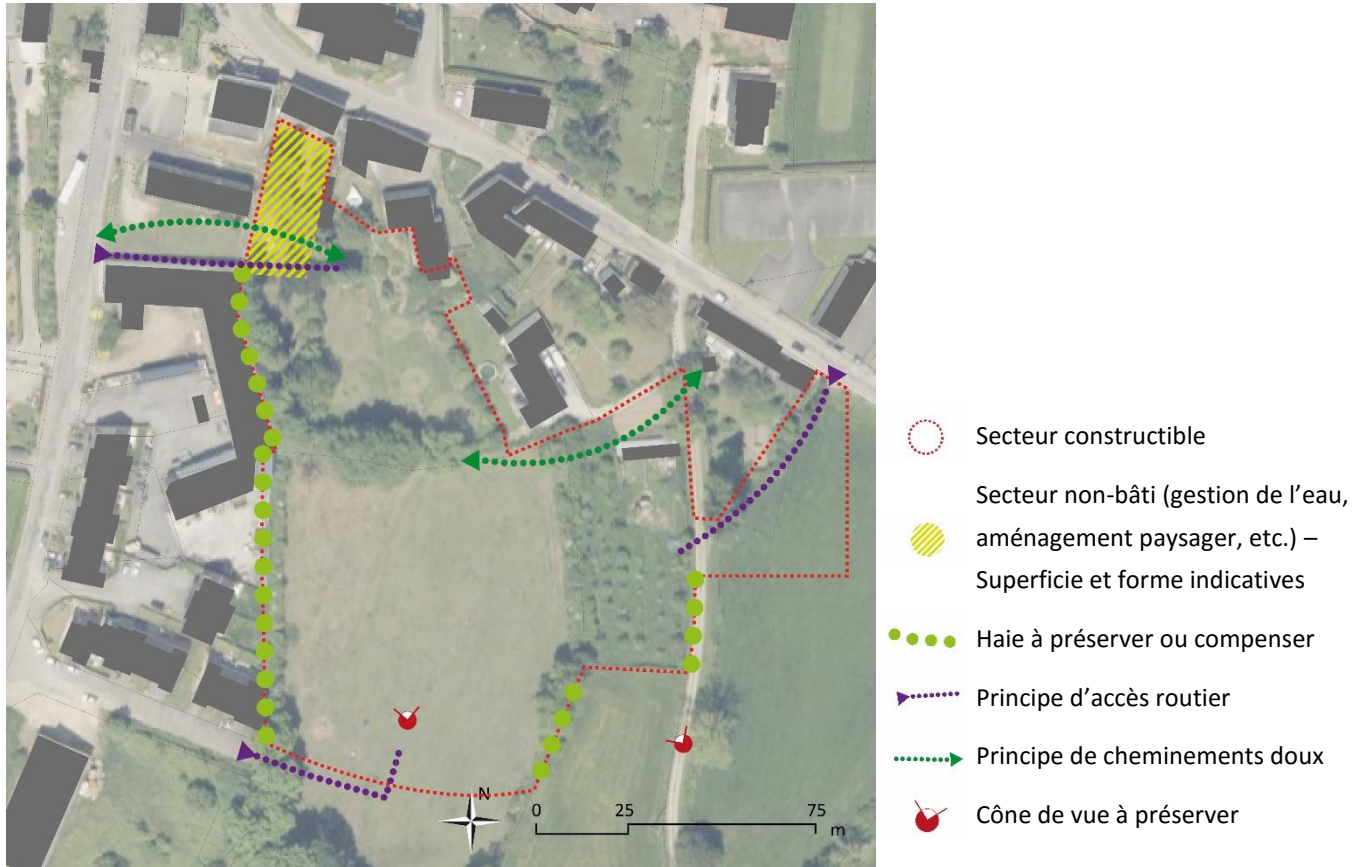 N
0 25 75
m
Secteur constructible
Secteur non-bâti (gestion de l'eau,
aménagement paysager, etc.) –
Superficie et forme indicatives
Haie à préserver ou compenser
Principe d'accès routier
Principe de cheminements doux
Cône de vue à préserver